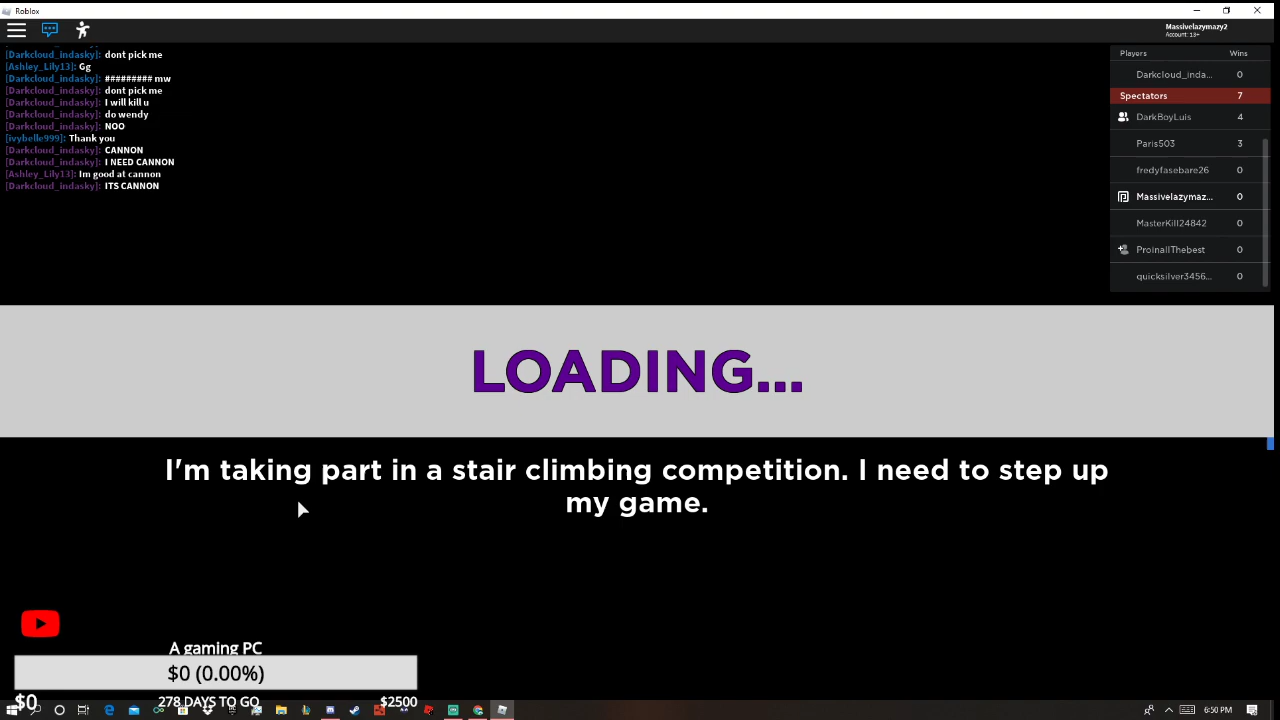 Roblox
Massivelazymazy2
Account: 13+
[Darkcloud_indasky]: dont pick me
[Ashley_Lily13]: Gg
[Darkcloud_indasky]: ######### mw
[Darkcloud_indasky]: dont pick me
[Darkcloud_indasky]: I will kill u
[Darkcloud_indasky]: do wendy
[Darkcloud_indasky]: NOO
[ivybelle999]: Thank you
[Darkcloud_indasky]: CANNON
[Darkcloud_indasky]: I NEED CANNON
[Ashley_Lily13]: Im good at cannon
[Darkcloud_indasky]: ITS CANNON
Players Wins
Darkcloud_inda... 0
Spectators 7
DarkBoyLuis 4
Paris503 3
fredyfasebare26 0
Massivelazymaz... 0
MasterKill24842 0
ProinallThebest 0
quicksilver3456... 0
LOADING...
I'm taking part in a stair climbing competition. I need to step up
my game.
A gaming PC
$0 (0.00%)
$0 278 DAYS TO GO $2500
6:50 PM